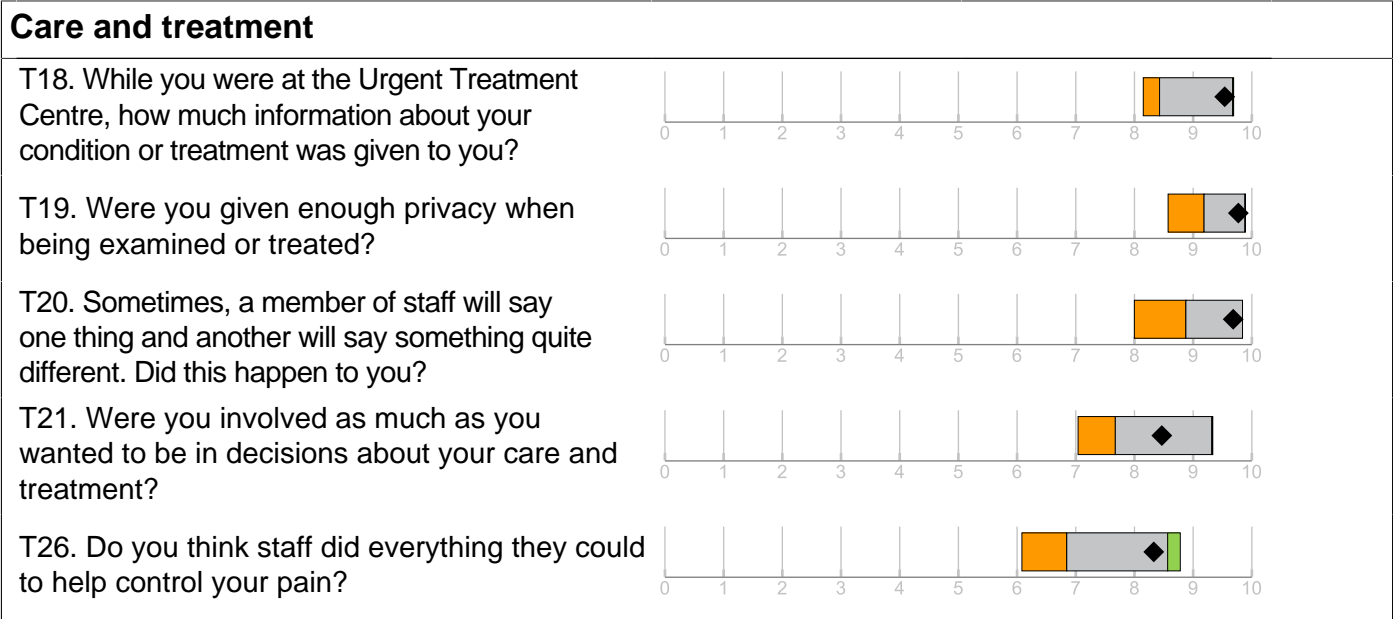 Care and treatment
T18. While you were at the Urgent Treatment
Centre, how much information about your
condition or treatment was given to you?
0 1 2 3 4 5 6 7 8 9 10
T19. Were you given enough privacy when
being examined or treated?
0 1 2 3 4 5 6 7 8 9 10
T20. Sometimes, a member of staff will say
one thing and another will say something quite
different. Did this happen to you?
0 1 2 3 4 5 6 7 8 9 10
T21. Were you involved as much as you
wanted to be in decisions about your care and
treatment?
0 1 2 3 4 5 6 7 8 9 10
T26. Do you think staff did everything they could
to help control your pain?
0 1 2 3 4 5 6 7 8 9 10